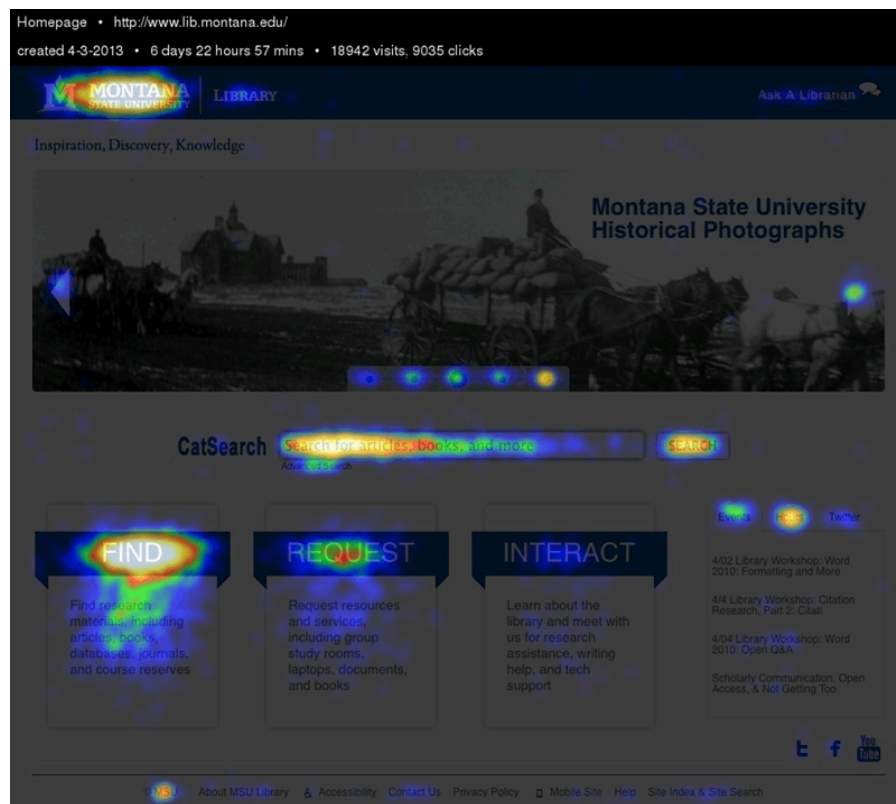 Homepage • http://www.lib.montana.edu/
created 4-3-2013 • 6 days 22 hours 57 mins • 18942 visits, 9035 clicks
M MONTANA
STATE UNIVERSITY
LIBRARY
Ask A Librarian
Inspiration, Discovery, Knowledge
Montana State University
Historical Photographs
CatSearch
Search for articles, books, and more
SEARCH
Advanced Search
FIND
Find research
materials, including
articles, books,
databases, journals,
and course reserves
REQUEST
Request resources
and services,
including group
study rooms,
laptops, documents,
and books
INTERACT
Learn about the
library and meet with
us for research
assistance, writing
help, and tech
support
Events Hours Twitter
4/02 Library Workshop: Word
2010: Formatting and More
4/4 Library Workshop: Citation
Research, Part 2: Citati
4/04 Library Workshop: Word
2010: Open Q&A
Scholarly Communication, Open
Access, & Not Getting Too
You
Tube
© MSU About MSU Library Accessibility Contact Us Privacy Policy Mobile Site Help Site Index & Site Search